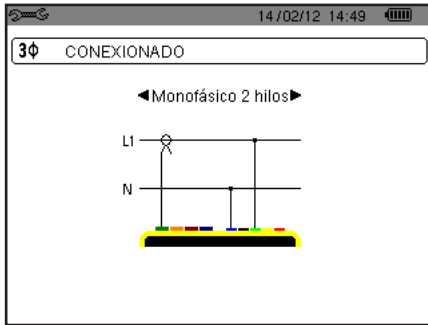 14/02/12 14:49
3Φ CONEXIONADO
◄Monofásico 2 hilos►
L1
N